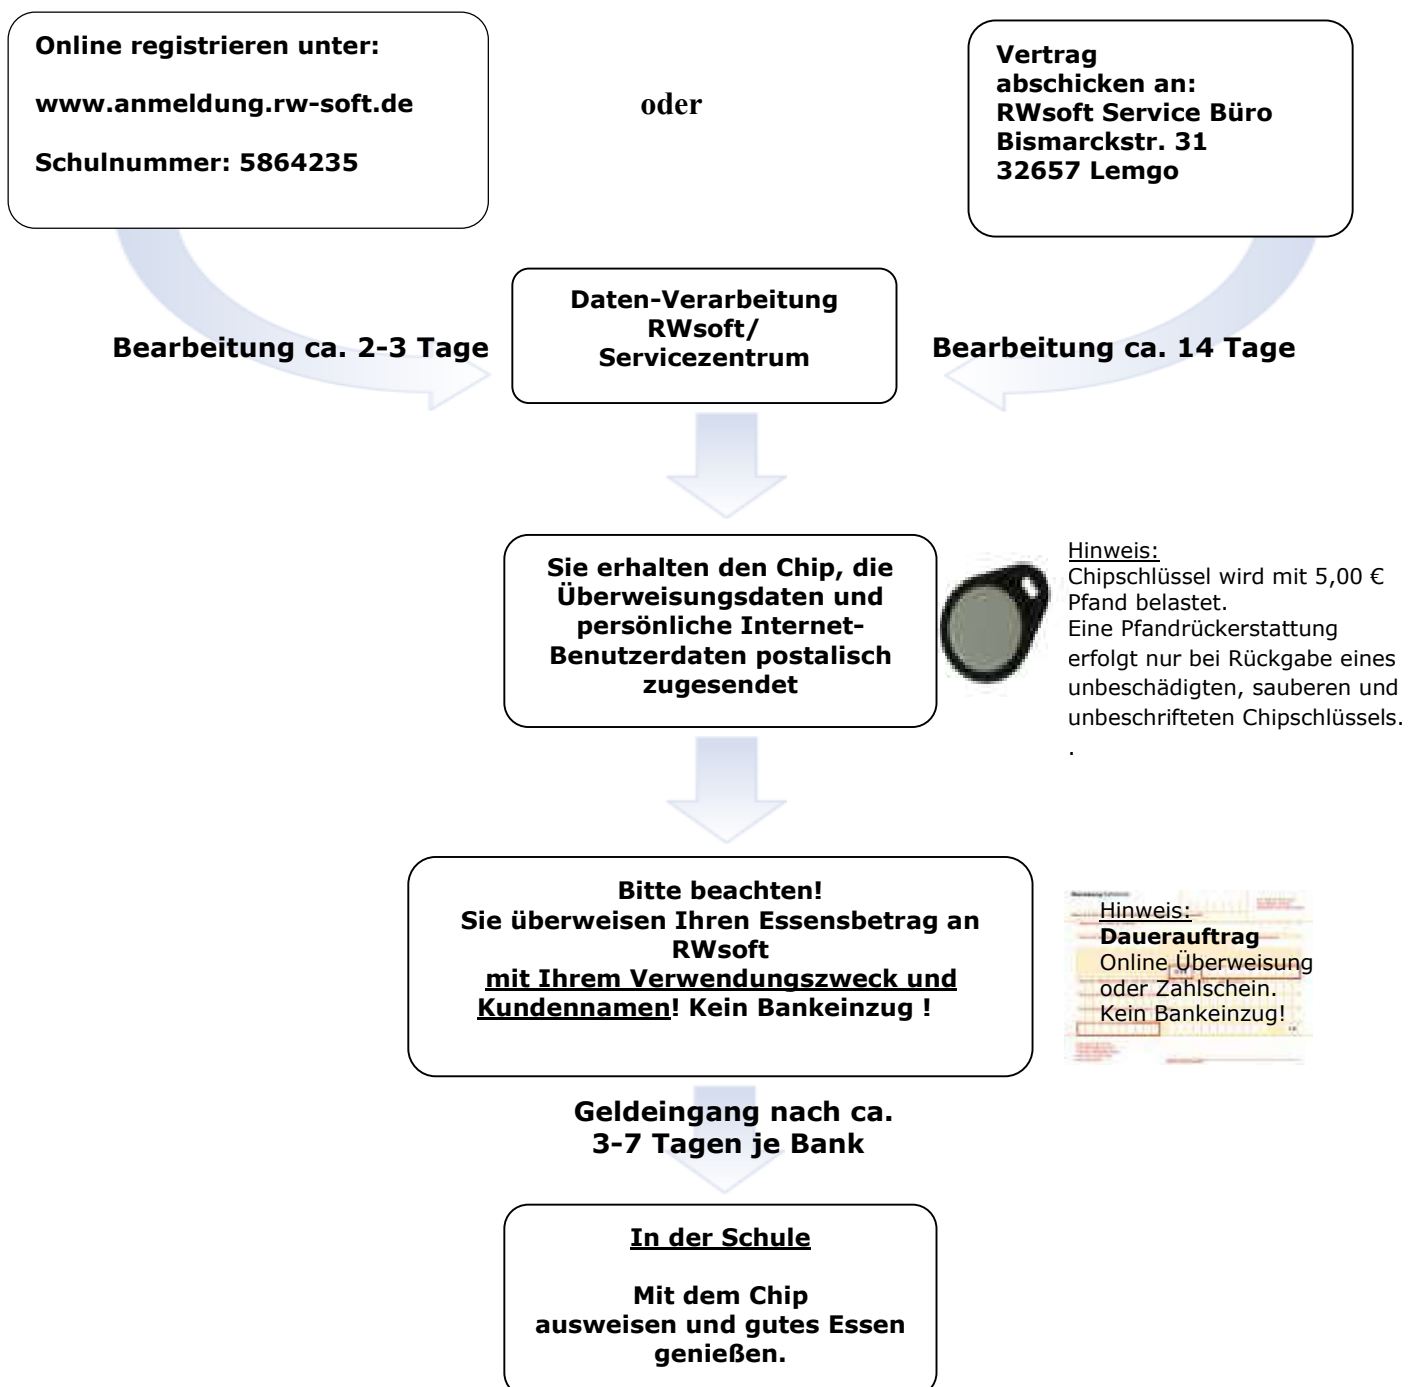 Online registrieren unter:
www.anmeldung.rw-soft.de
Schulnummer: 5864235
oder
Vertrag
abschicken an:
RWsoft Service Büro
Bismarckstr. 31
32657 Lemgo
Bearbeitung ca. 2-3 Tage
Daten-Verarbeitung
RWsoft/
Servicezentrum
Bearbeitung ca. 14 Tage
Sie erhalten den Chip, die
Überweisungsdaten und
persönliche Internet-
Benutzerdaten postalisch
zugesendet
Hinweis:
Chipschlüssel wird mit 5,00 €
Pfand belastet.
Eine Pfandrückerstattung
erfolgt nur bei Rückgabe eines
unbeschädigten, sauberen und
unbeschrifteten Chipschlüssels.
.
Bitte beachten!
Sie überweisen Ihren Essensbetrag an
RWsoft
mit Ihrem Verwendungszweck und
Kundennamen! Kein Bankeinzug !
Hinweis:
Dauerauftrag
Online Überweisung
oder Zahlschein.
Kein Bankeinzug!
Geldeingang nach ca.
3-7 Tagen je Bank
In der Schule
Mit dem Chip
ausweisen und gutes Essen
genießen.